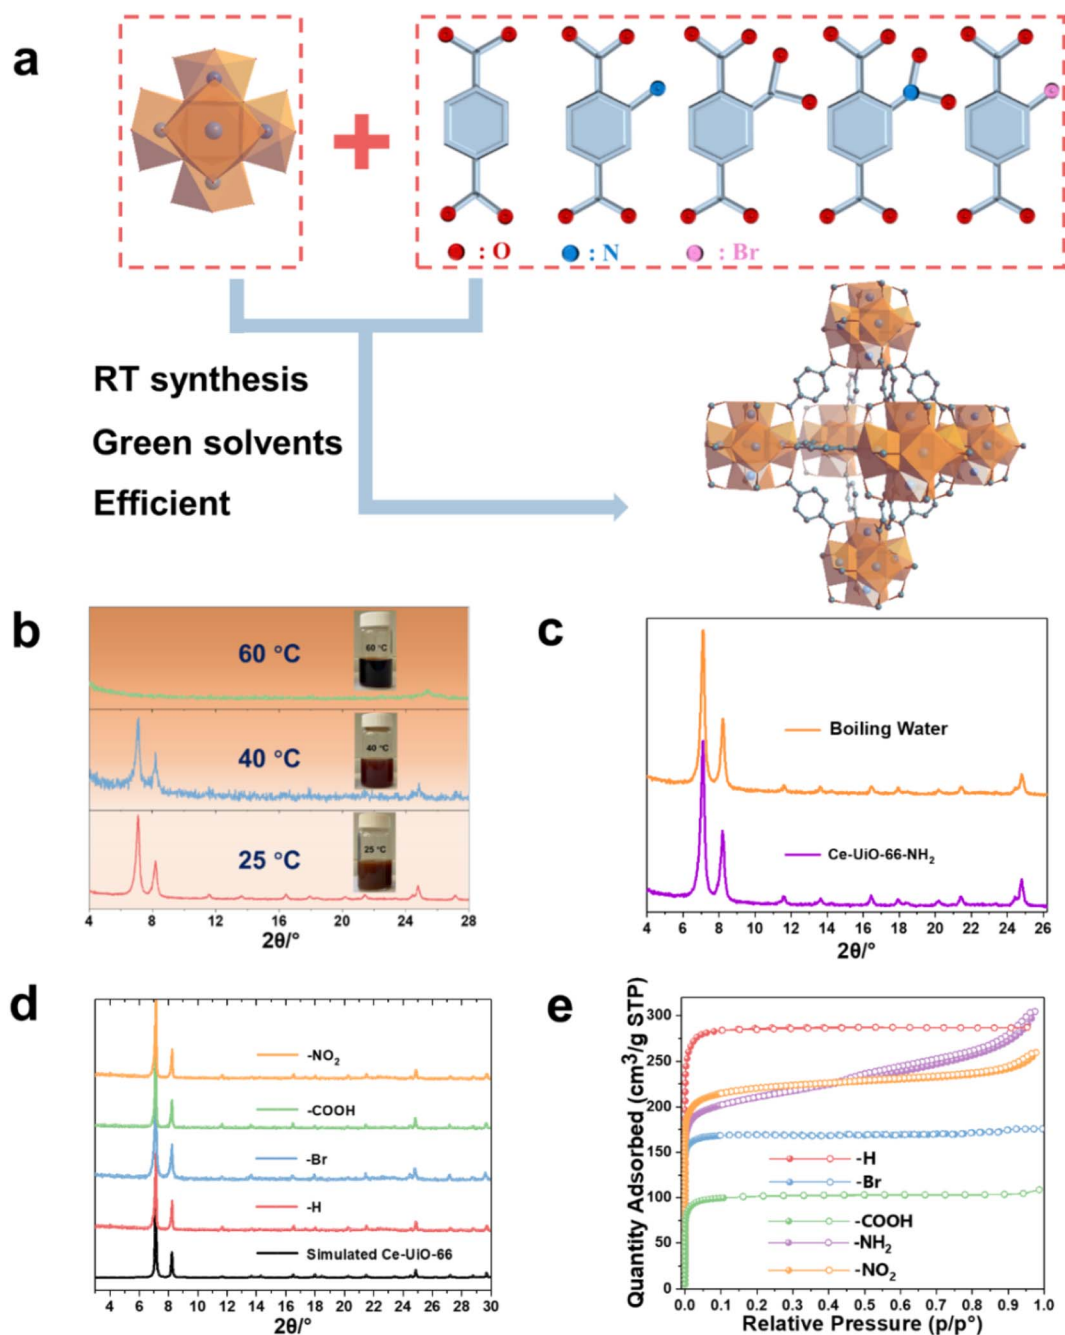 a
: O
: N
: Br
RT synthesis
Green solvents
Efficient
b
60 °C
60 °C
40 °C
40 °C
25 °C
25 °C
4 8 12 16 20 24 28
2θ/°
c
Boiling Water
Ce-UiO-66-NH₂
4 6 8 10 12 14 16 18 20 22 24 26
2θ/°
d
-NO₂
-COOH
-Br
-H
Simulated Ce-UiO-66
4 6 8 10 12 14 16 18 20 22 24 26 28 30
2θ/°
e
Quantity Adsorbed (cm³/g STP)
300
250
200
150
100
50
0
-H
-Br
-COOH
-NH₂
-NO₂
0.0 0.1 0.2 0.3 0.4 0.5 0.6 0.7 0.8 0.9 1.0
Relative Pressure (p/p°)